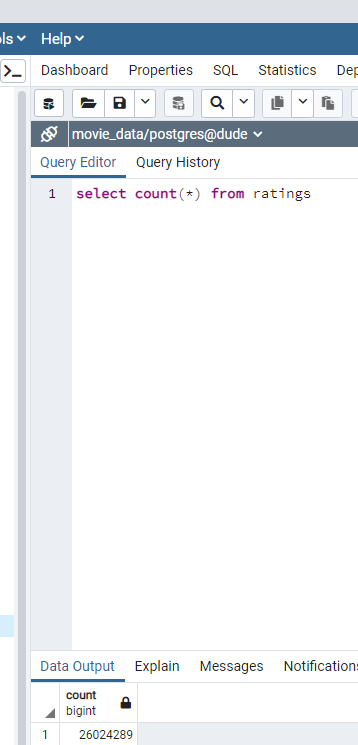 ls Help
Dashboard Properties SQL Statistics Dep
movie_data/postgres@dude
Query Editor Query History
1 select count(*) from ratings
Data Output Explain Messages Notifications
count
bigint
1 26024289